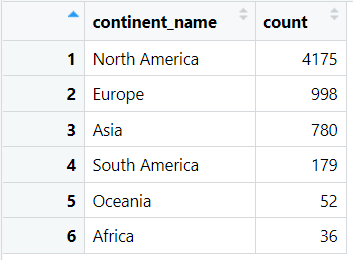 continent_name count
1 North America 4175
2 Europe 998
3 Asia 780
4 South America 179
5 Oceania 52
6 Africa 36